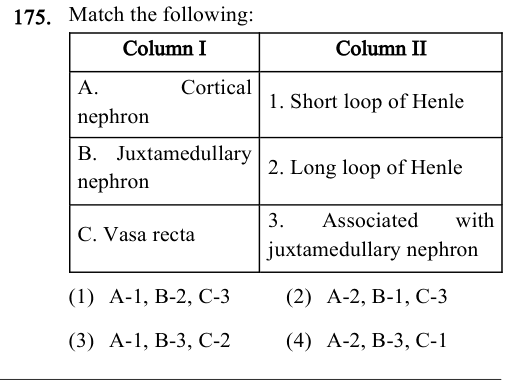 175. Match the following:
Column I Column II
A. Cortical
nephron
1. Short loop of Henle
B. Juxtamedullary
nephron
2. Long loop of Henle
C. Vasa recta
3. Associated with
juxtamedullary nephron
(1) A-1, B-2, C-3 (2) A-2, B-1, C-3
(3) A-1, B-3, C-2 (4) A-2, B-3, C-1